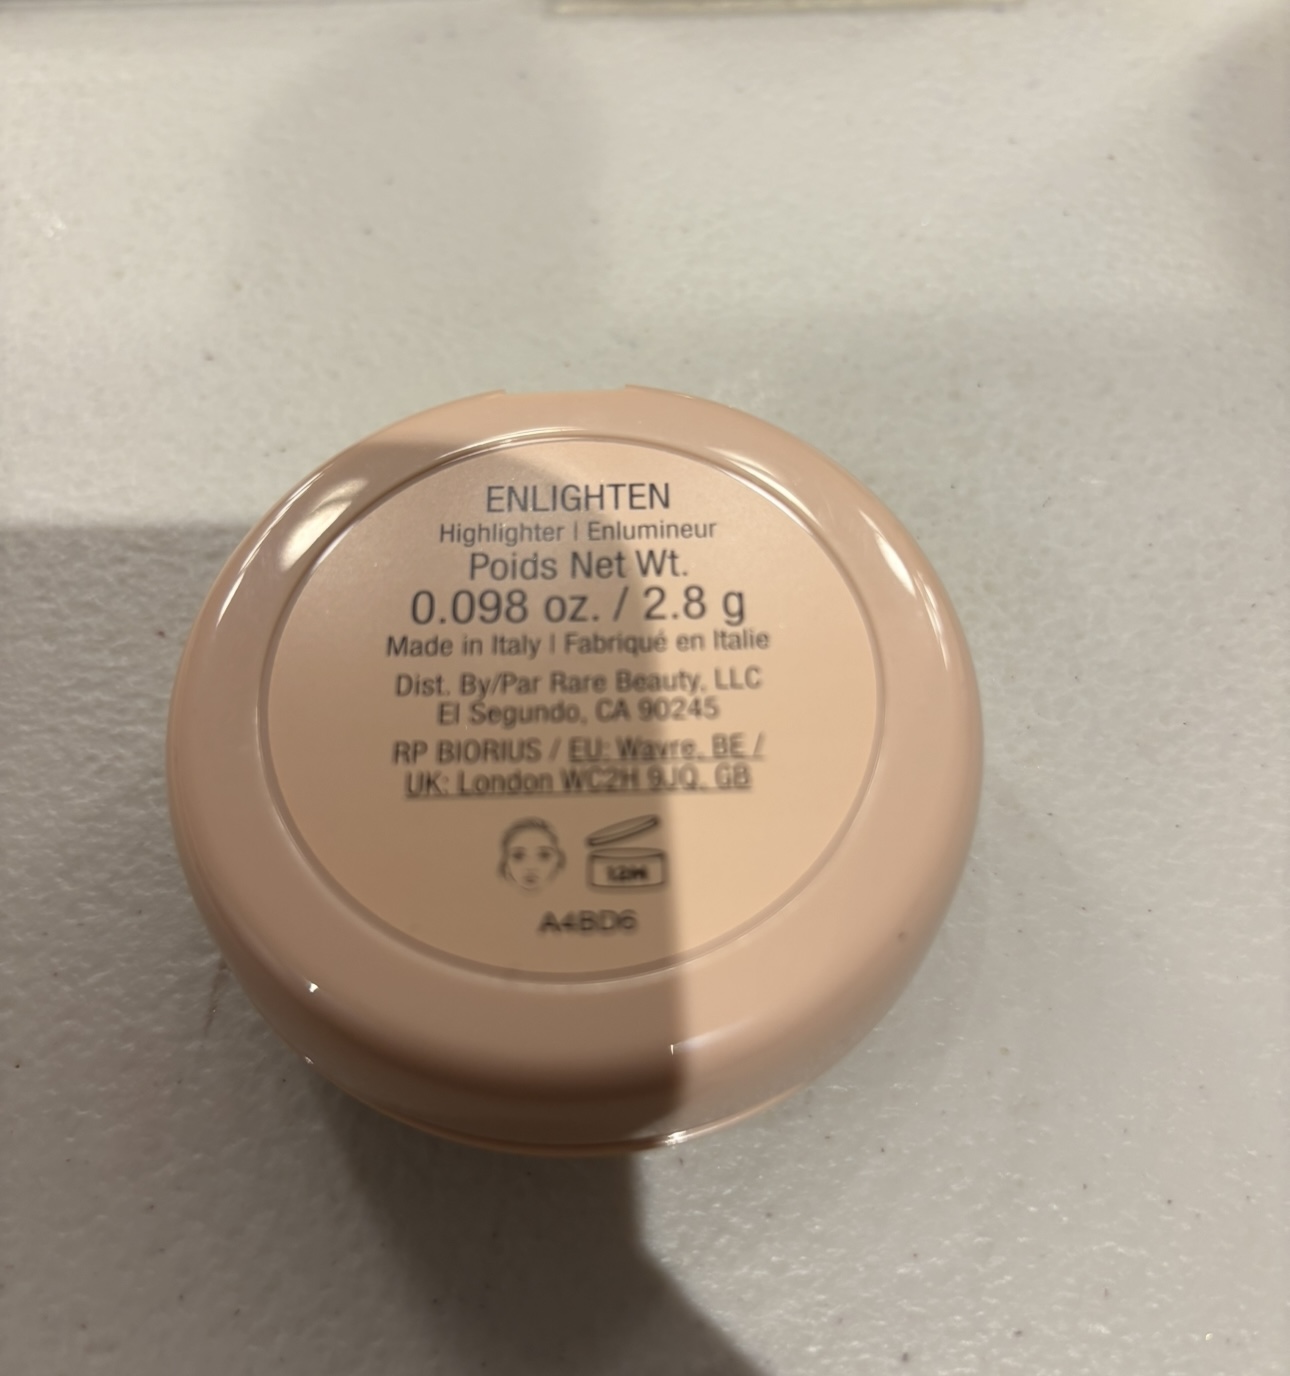 ENLIGHTEN
Highlighter | Enlumineur
Poids Net Wt.
0.098 oz. / 2.8 g
Made in Italy | Fabriqué en Italie
Dist. By/Par Rare Beauty, LLC
El Segundo, CA 90245
RP BIORIUS / EU: Wavre, BE /
UK: London WC2H 9JQ, GB
12M
A4BD6